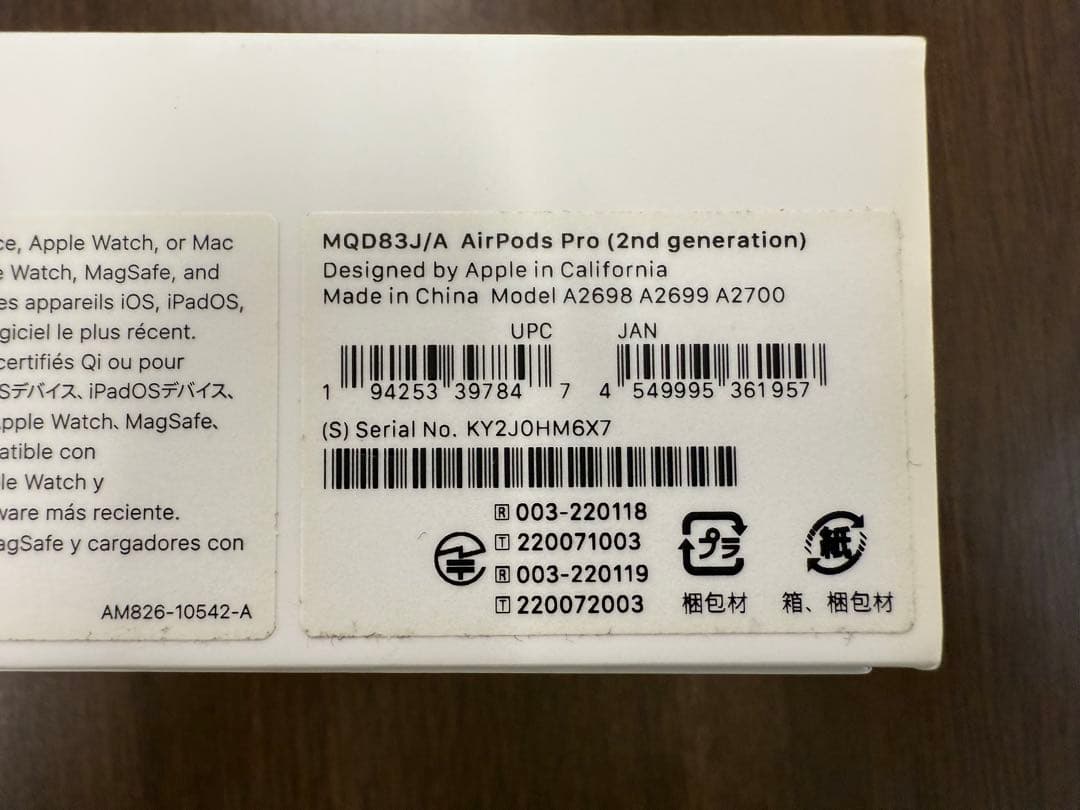 ce, Apple Watch, or Mac
e Watch, MagSafe, and
es appareils iOS, iPadOS,
giciel le plus récent.
certifiés Qi ou pour
Sデバイス、iPadOSデバイス、
Apple Watch、MagSafe、
atible con
le Watch y
ware más reciente.
agSafe y cargadores con
AM826-10542-A
MQD83J/A AirPods Pro (2nd generation)
Designed by Apple in California
Made in China Model A2698 A2699 A2700
UPC JAN
1 94253 39784 7 4 549995 361957
(S) Serial No. KY2J0HM6X7
R 003-220118
T 220071003
R 003-220119
T 220072003
プラ
梱包材
紙
箱、梱包材